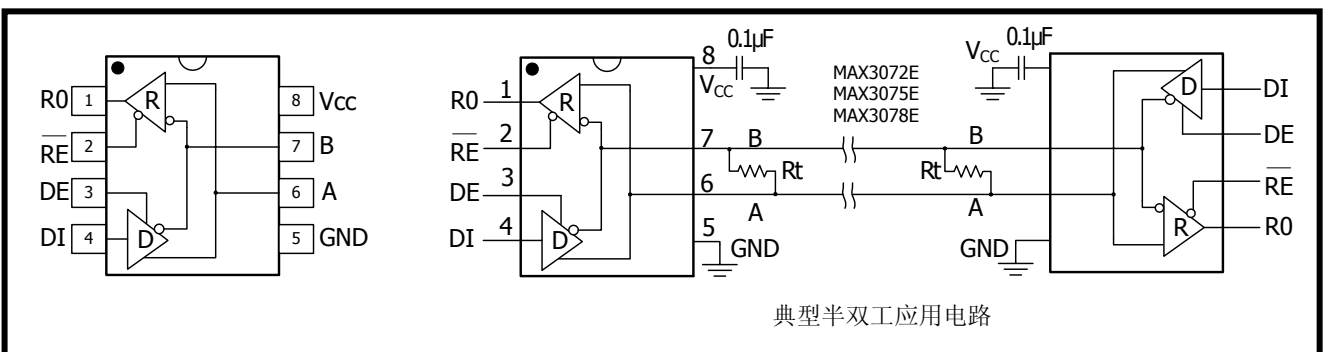 R0 1 R 8 Vcc
RE 2 7 B
DE 3 6 A
DI 4 D 5 GND
0.1μF
8
VCC
R0 1 R
RE 2
DE 3
DI 4 D
7 B
Rt
6
A
5
GND
MAX3072E
MAX3075E
MAX3078E
0.1μF
VCC
B
Rt
A
GND
D DI
DE
RE
R R0
典型半双工应用电路